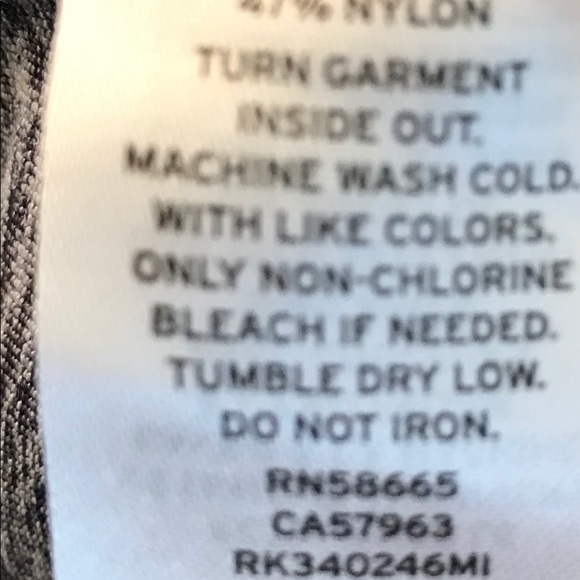 47% NYLON
TURN GARMENT
INSIDE OUT.
MACHINE WASH COLD.
WITH LIKE COLORS.
ONLY NON-CHLORINE
BLEACH IF NEEDED.
TUMBLE DRY LOW.
DO NOT IRON.
RN58665
CA57963
RK340246MI